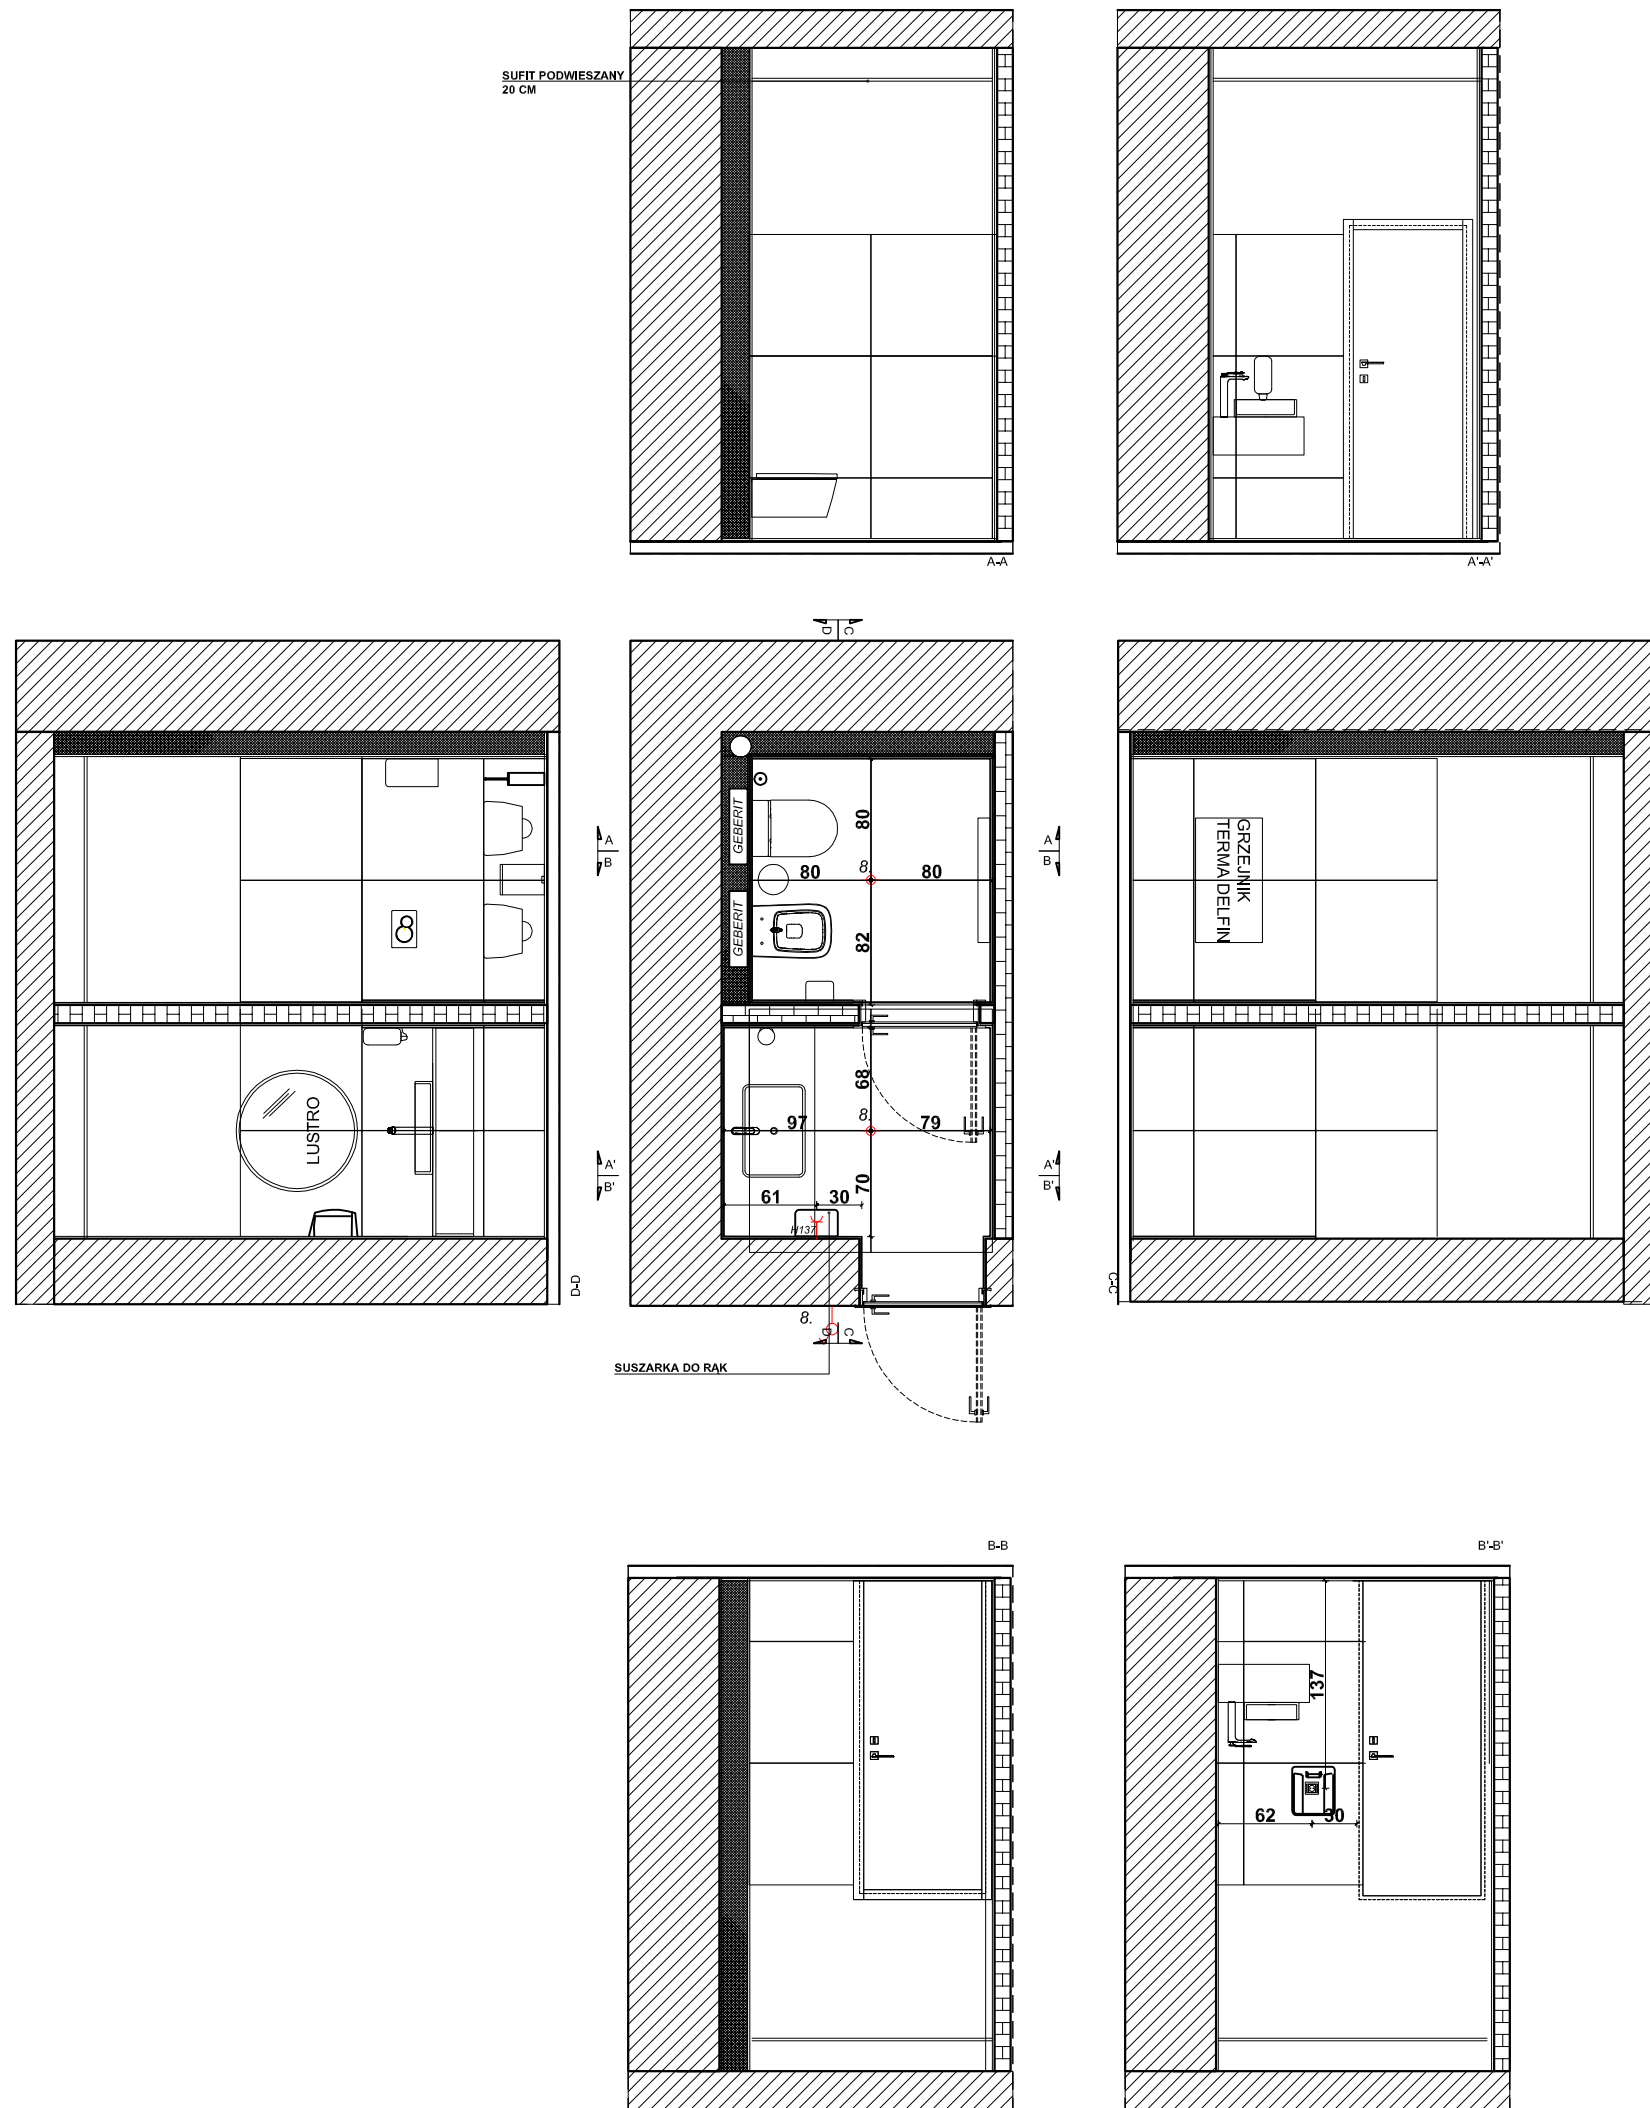 SUFIT PODWIESZANY
20 CM
A-A
A'-A'
D
C
A
B
A
B
GEBERIT
80
80
8.
80
GEBERIT
82
GRZEJNIK
TERMA DELFIN
LUSTRO
68
8.
97
79
A'
B'
A'
B'
61
30
70
H137
D-D
C-C
8.
D
C
SUSZARKA DO RĄK
B-B
B'-B'
137
62
30